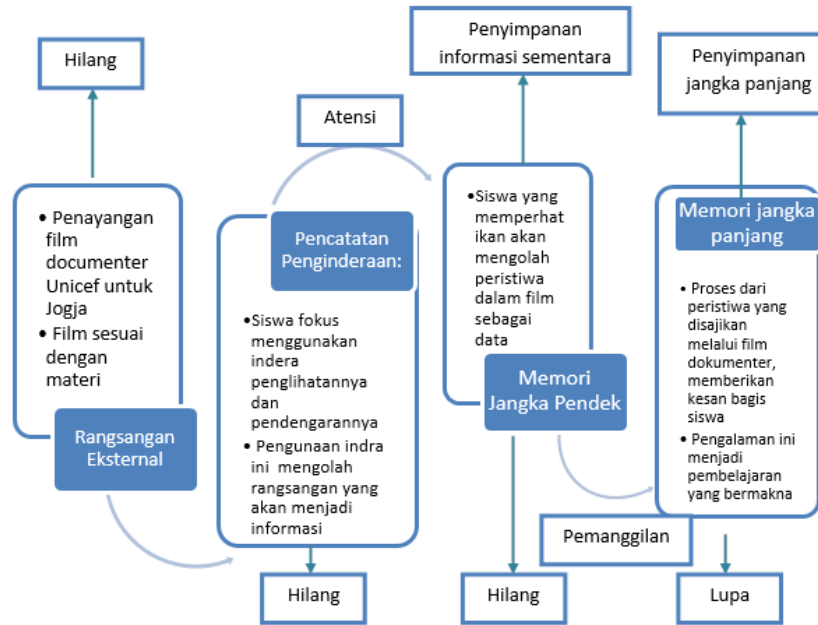 Hilang
• Penayangan
film
documenter
Unicef untuk
Jogja
• Film sesuai
dengan
materi
Rangsangan
Eksternal
Atensi
Pencatatan
Penginderaan:
•Siswa fokus
menggunakan
indera
penglihatannya
dan
pendengarannya
• Pengunaan indra
ini mengolah
rangsangan yang
akan menjadi
informasi
Hilang
Penyimpanan
informasi sementara
•Siswa yang
memperhat
ikan akan
mengolah
peristiwa
dalam film
sebagai
data
Memori
Jangka Pendek
Hilang
Pemanggilan
Penyimpanan
jangka panjang
Memori jangka
panjang
• Proses dari
peristiwa yang
disajikan
melalui film
dokumenter,
memberikan
kesan bagis
siswa
• Pengalaman ini
menjadi
pembelajaran
yang bermakna
Lupa